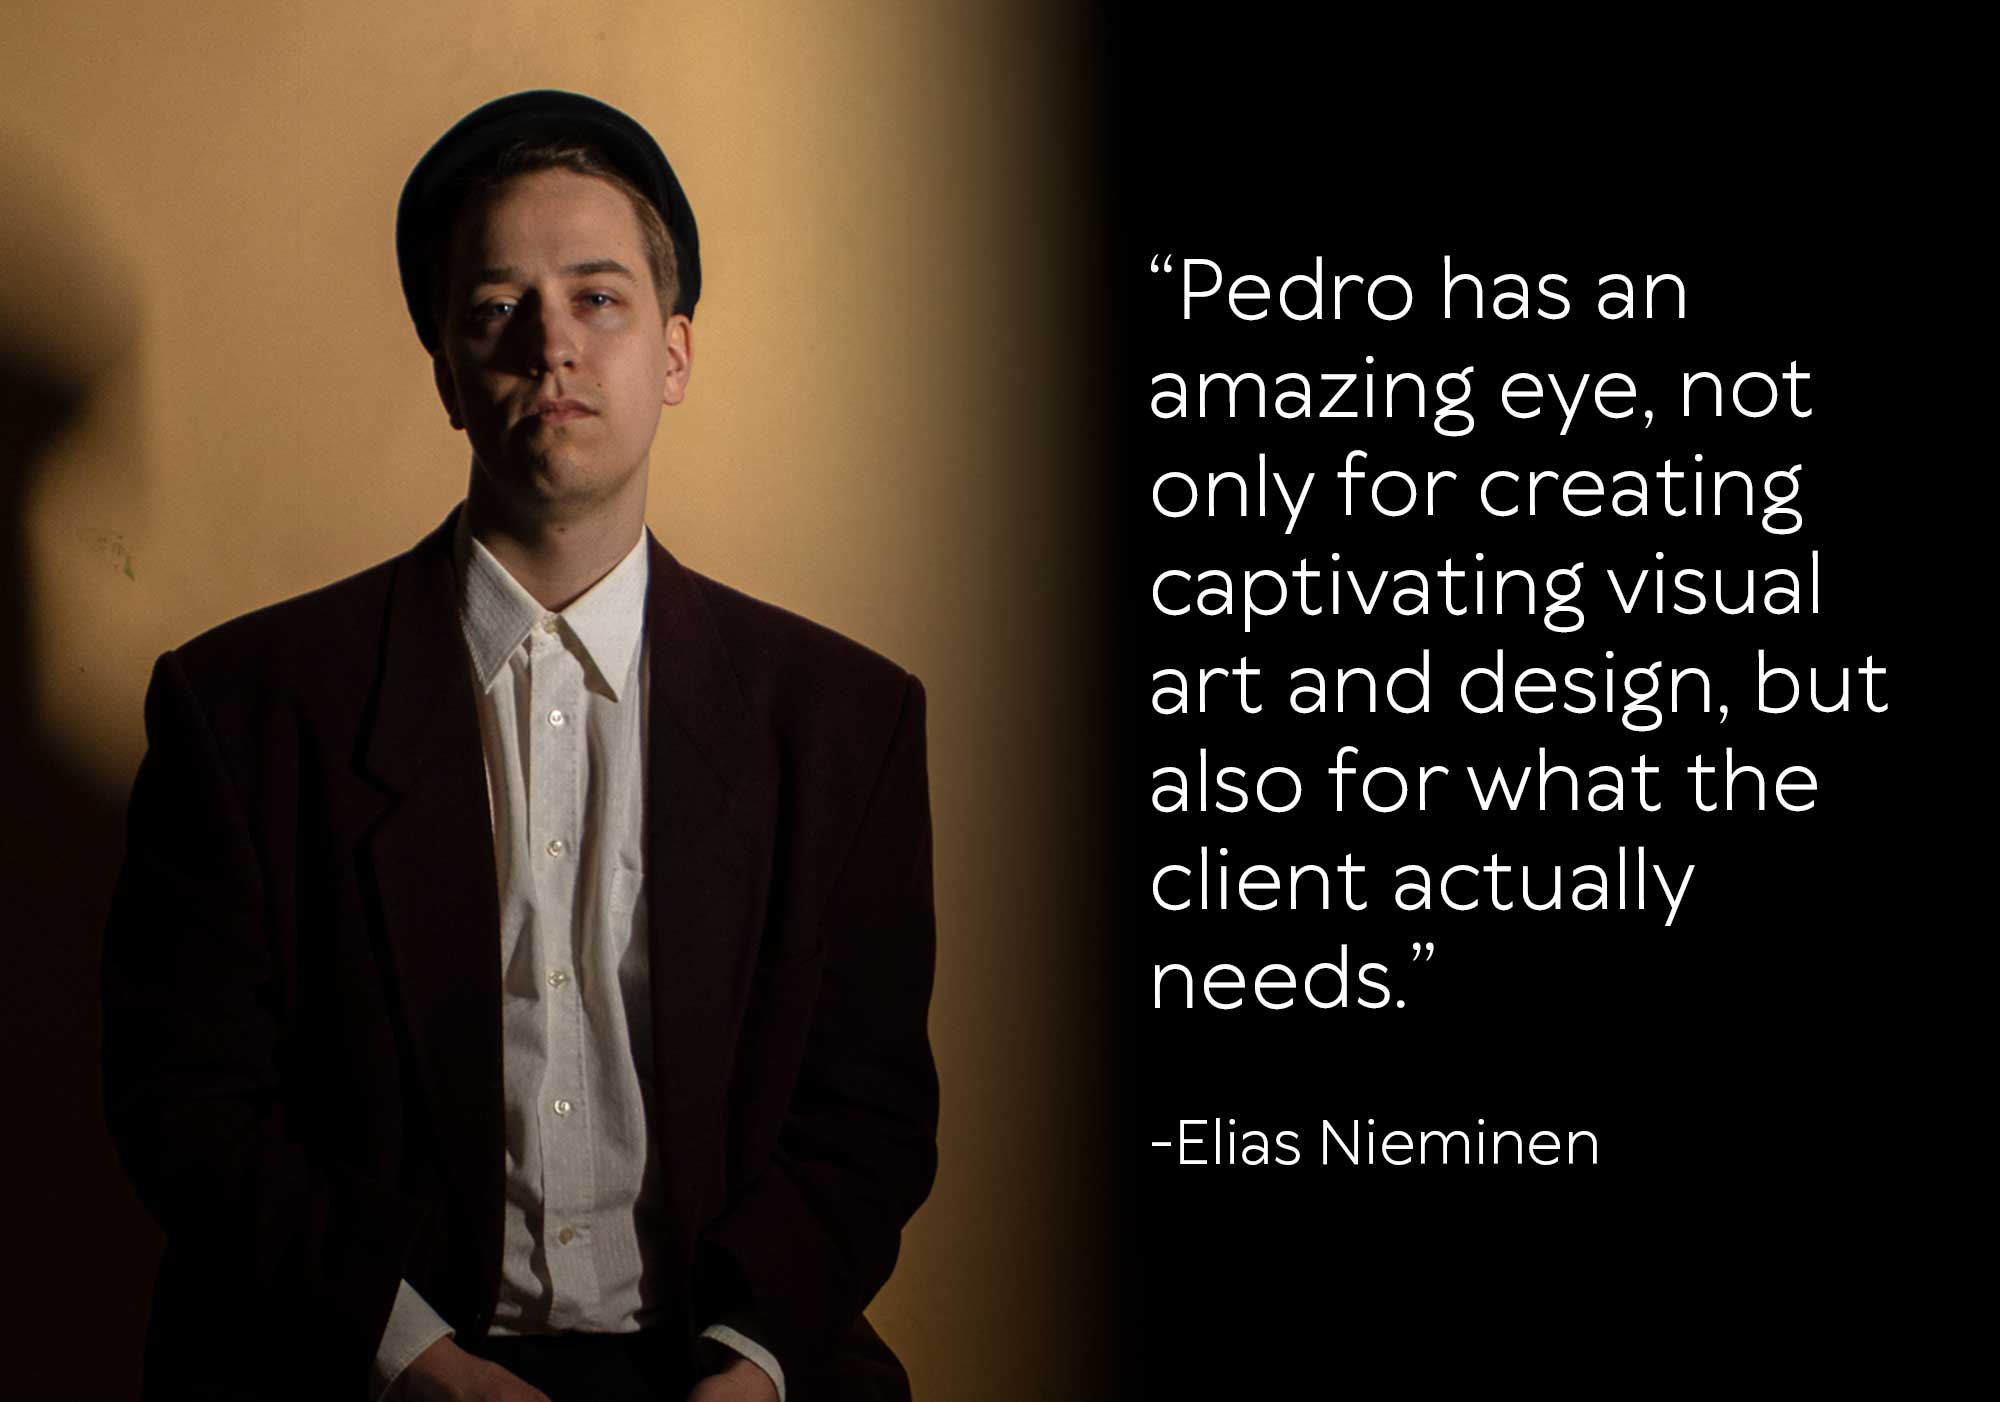 “Pedro has an
amazing eye, not
only for creating
captivating visual
art and design, but
also for what the
client actually
needs.”
-Elias Nieminen